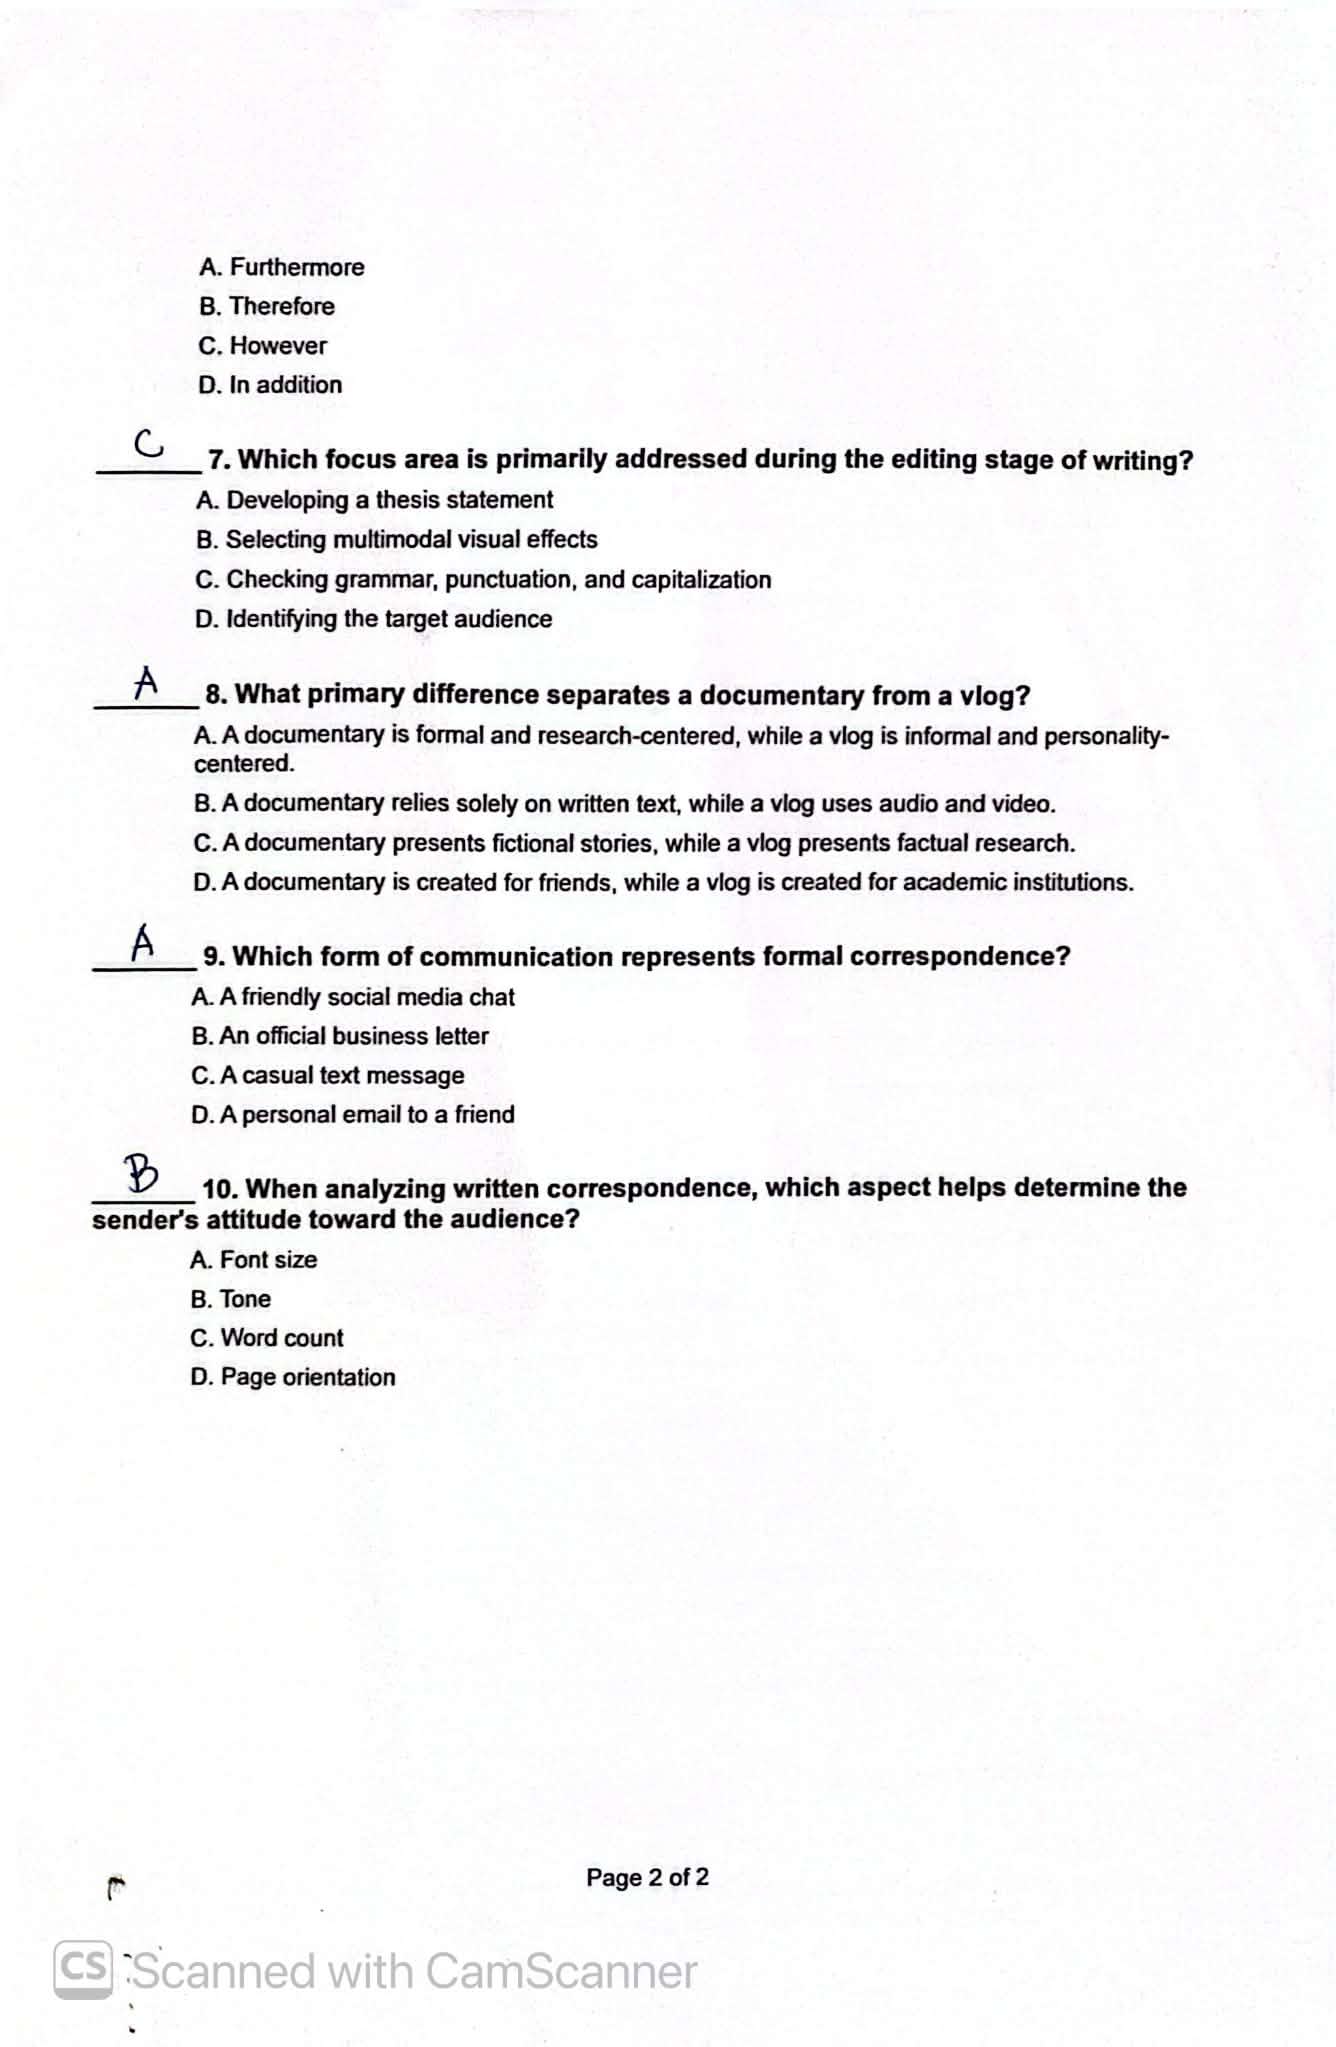 A. Furthermore
B. Therefore
C. However
D. In addition
C 7. Which focus area is primarily addressed during the editing stage of writing?
A. Developing a thesis statement
B. Selecting multimodal visual effects
C. Checking grammar, punctuation, and capitalization
D. Identifying the target audience
A 8. What primary difference separates a documentary from a vlog?
A. A documentary is formal and research-centered, while a vlog is informal and personality-
centered.
B. A documentary relies solely on written text, while a vlog uses audio and video.
C. A documentary presents fictional stories, while a vlog presents factual research.
D. A documentary is created for friends, while a vlog is created for academic institutions.
A 9. Which form of communication represents formal correspondence?
A. A friendly social media chat
B. An official business letter
C. A casual text message
D. A personal email to a friend
B 10. When analyzing written correspondence, which aspect helps determine the
sender's attitude toward the audience?
A. Font size
B. Tone
C. Word count
D. Page orientation
Page 2 of 2
CS Scanned with CamScanner